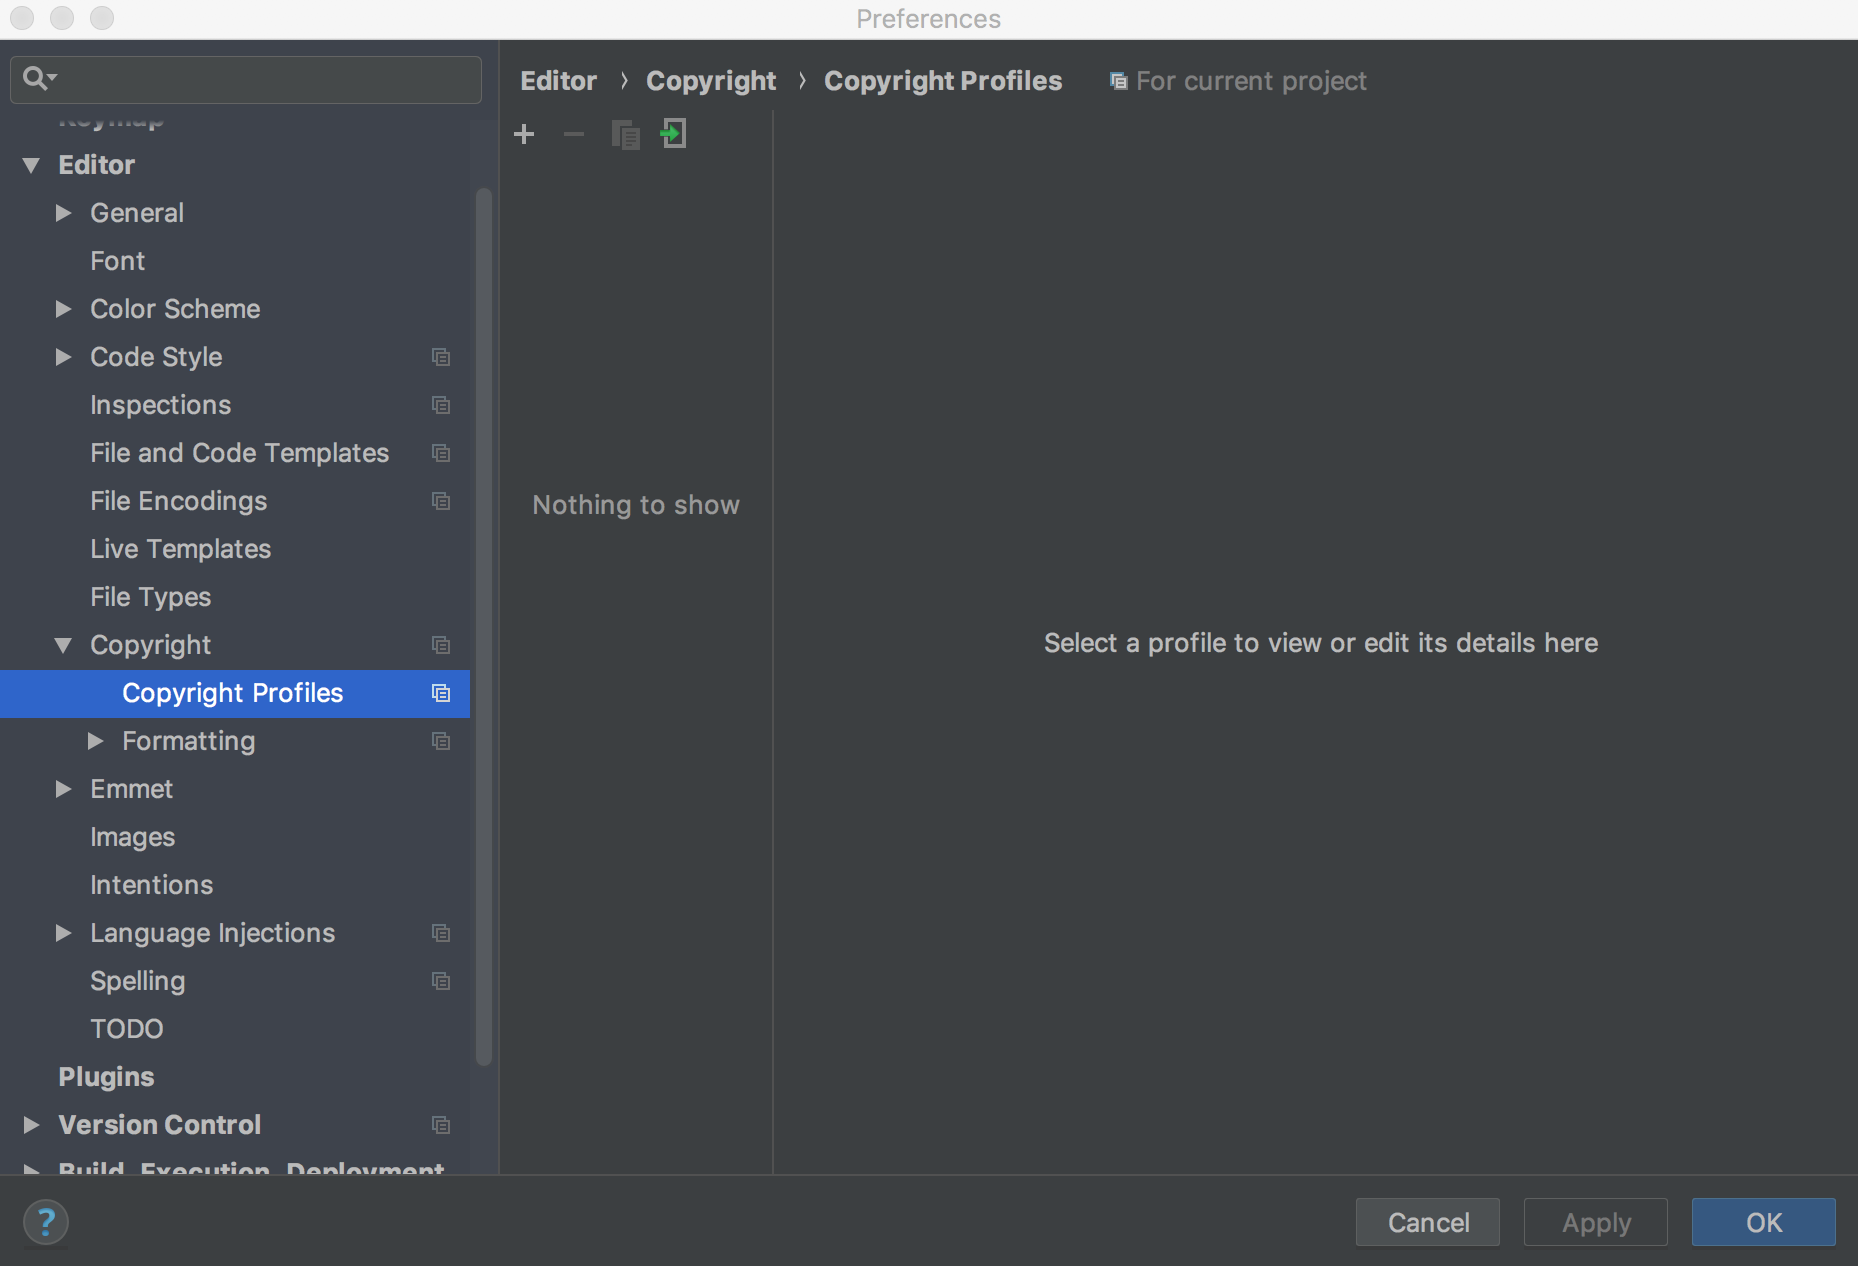 Preferences
Editor › Copyright › Copyright Profiles For current project
Keymap
Editor
General
Font
Color Scheme
Code Style
Inspections
File and Code Templates
File Encodings
Live Templates
File Types
Copyright
Copyright Profiles
Formatting
Emmet
Images
Intentions
Language Injections
Spelling
TODO
Plugins
Version Control
Build, Execution, Deployment
Nothing to show
Select a profile to view or edit its details here
?
Cancel
Apply
OK